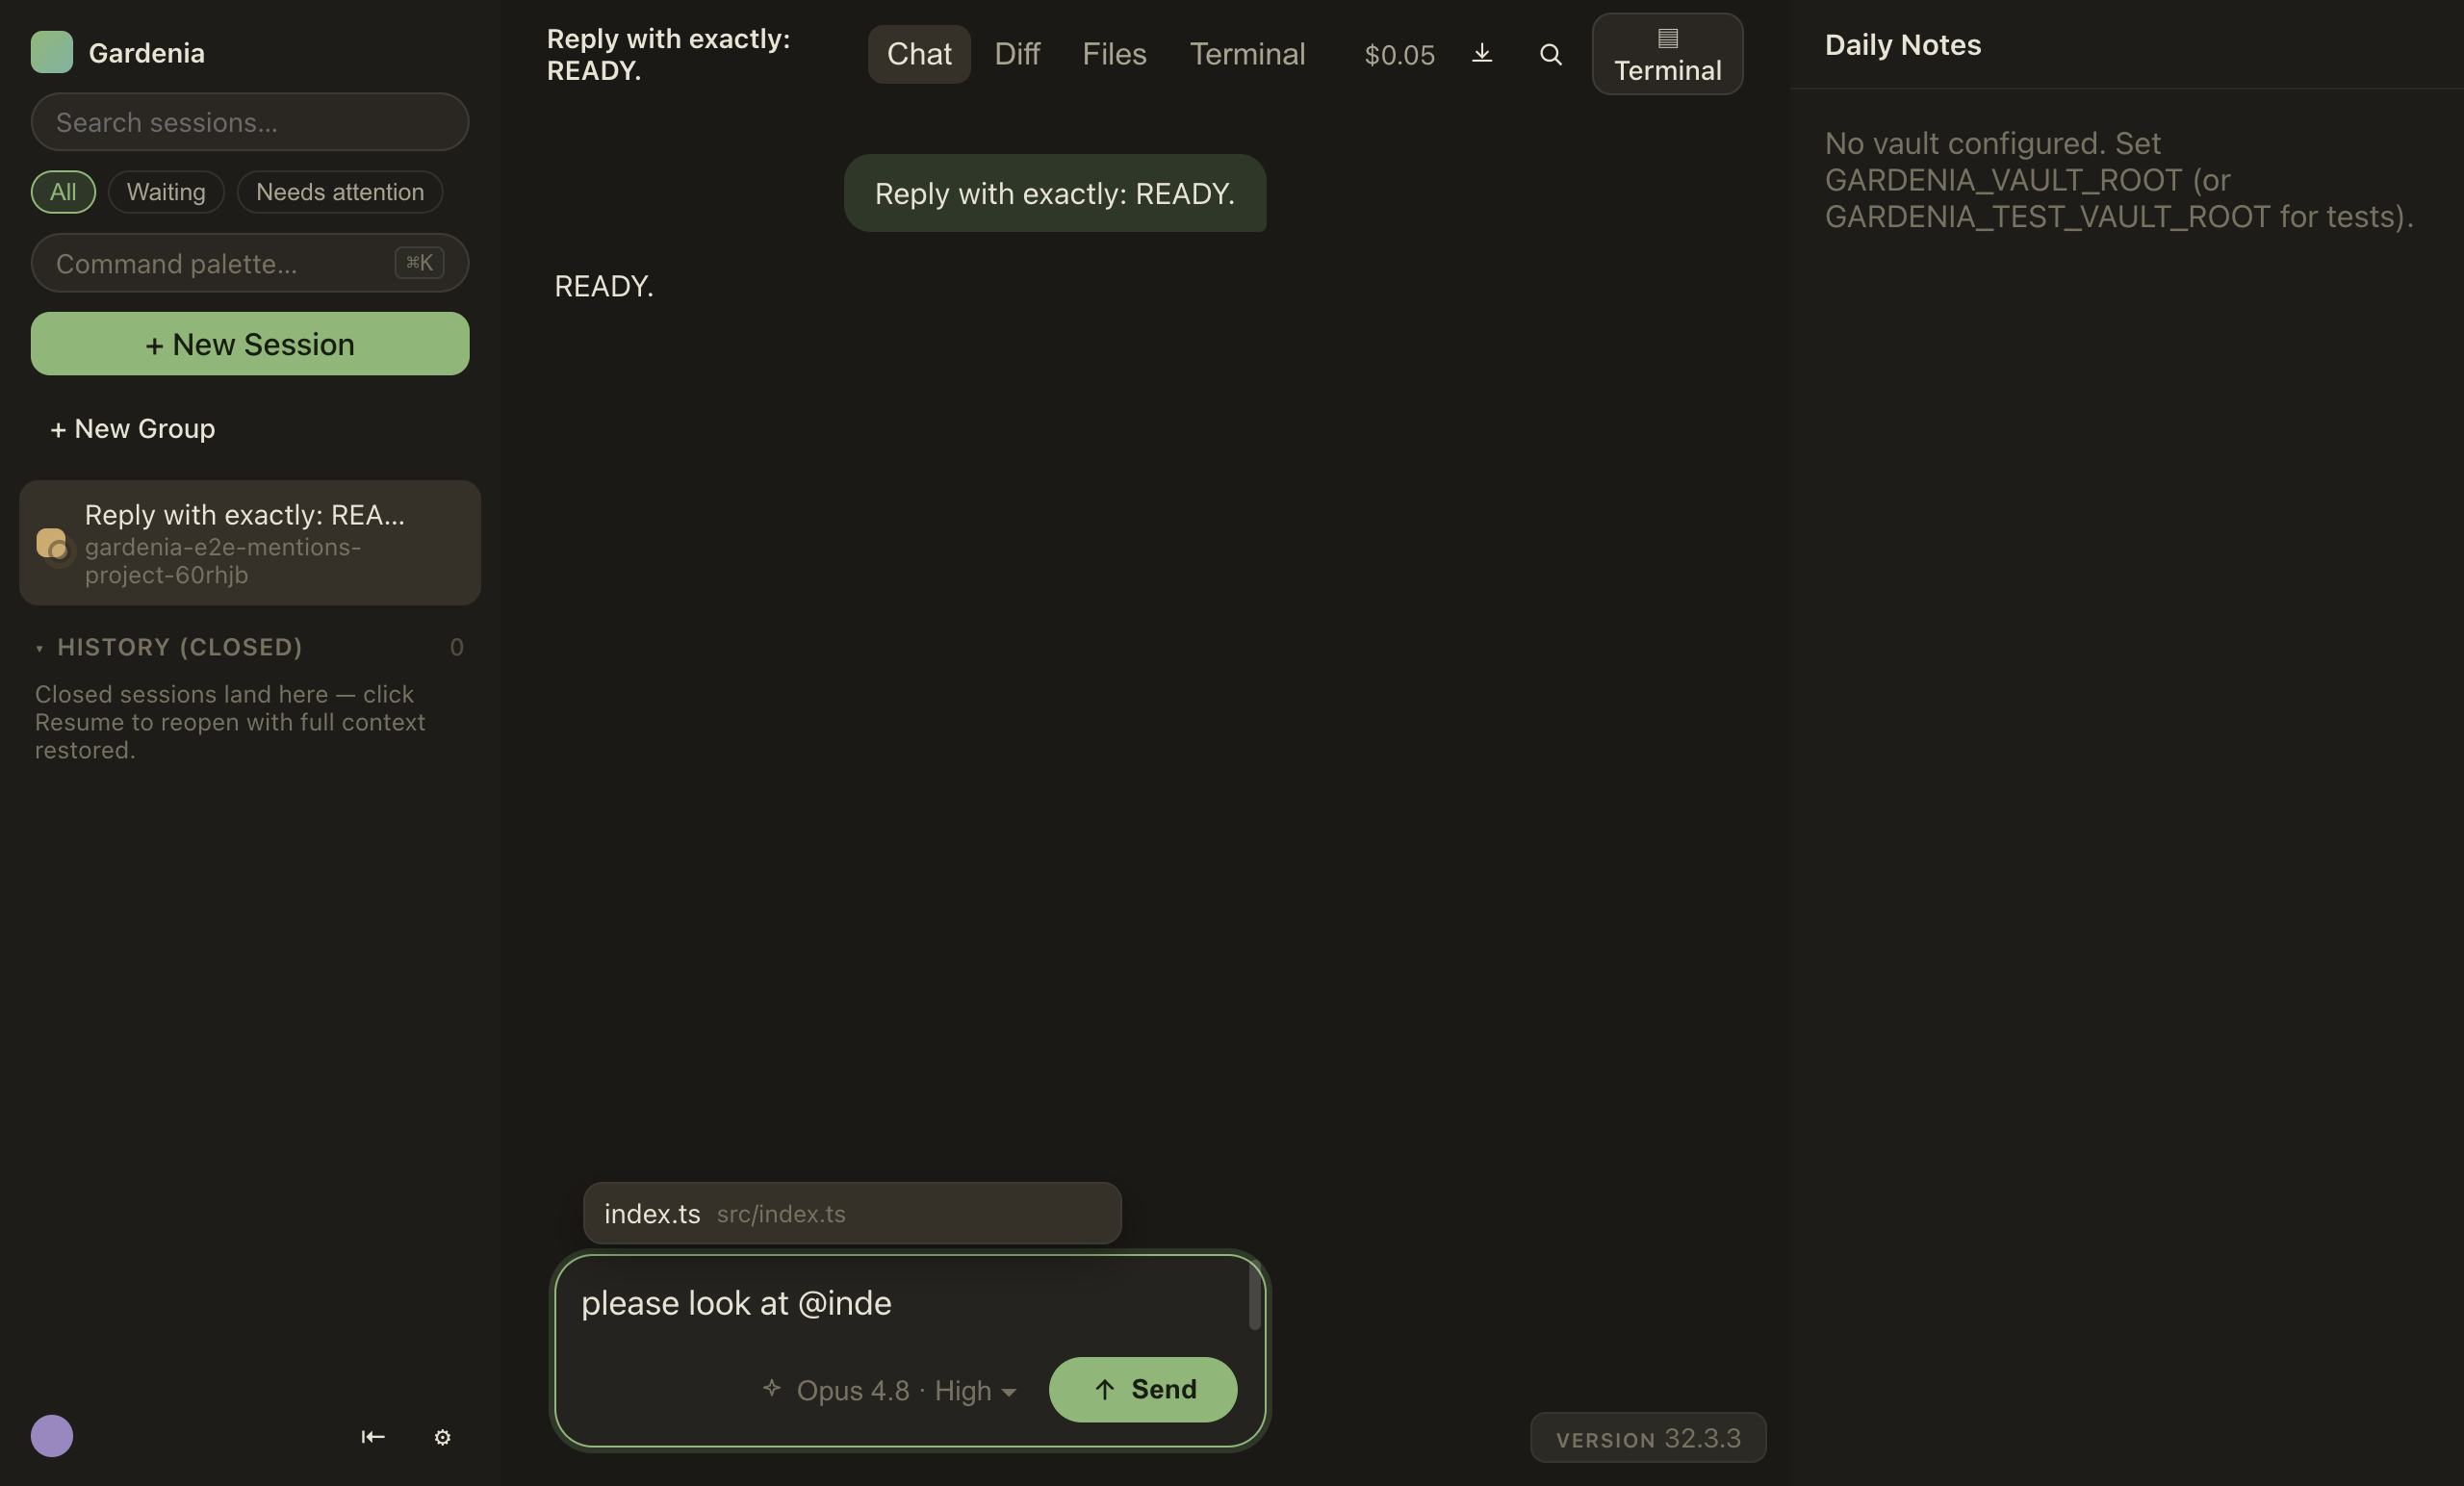 Gardenia
Search sessions...
All
Waiting
Needs attention
Command palette...
⌘K
+ New Session
+ New Group
Reply with exactly: REA...
gardenia-e2e-mentions-
project-60rhjb
HISTORY (CLOSED)
0
Closed sessions land here — click
Resume to reopen with full context
restored.
Reply with exactly:
READY.
Chat
Diff
Files
Terminal
$0.05
Terminal
Reply with exactly: READY.
READY.
index.ts src/index.ts
please look at @inde
Opus 4.8 · High
Send
VERSION 32.3.3
Daily Notes
No vault configured. Set
GARDENIA_VAULT_ROOT (or
GARDENIA_TEST_VAULT_ROOT for tests).